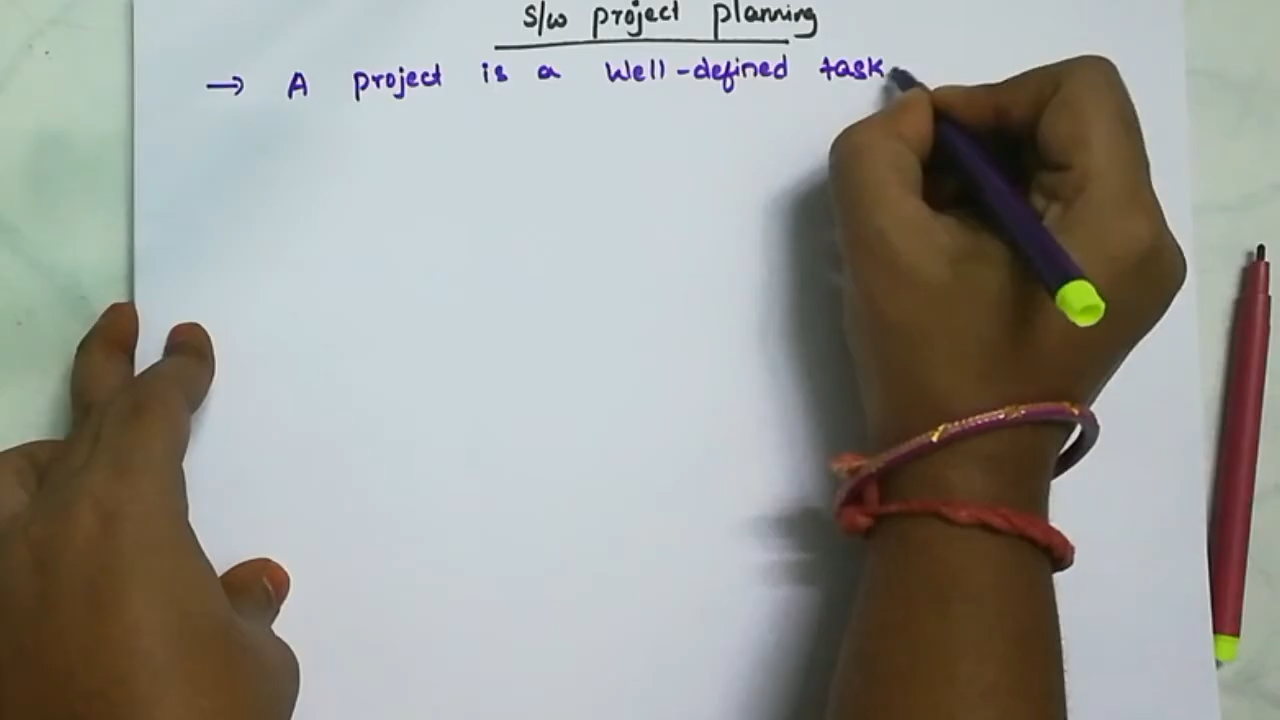 s/w project planning
→ A project is a Well-defined task